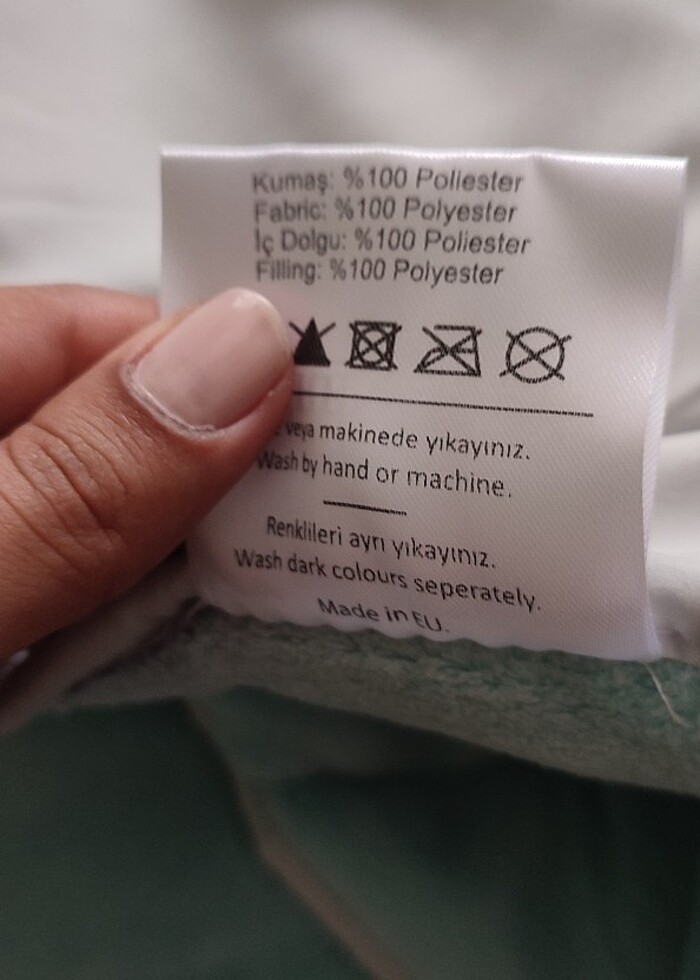 Kumaş: %100 Poliester
Fabric: %100 Polyester
İç Dolgu: %100 Poliester
Filling: %100 Polyester
veya makinede yıkayınız.
Wash by hand or machine.
Renklileri ayrı yıkayınız.
Wash dark colours seperately.
Made in EU.